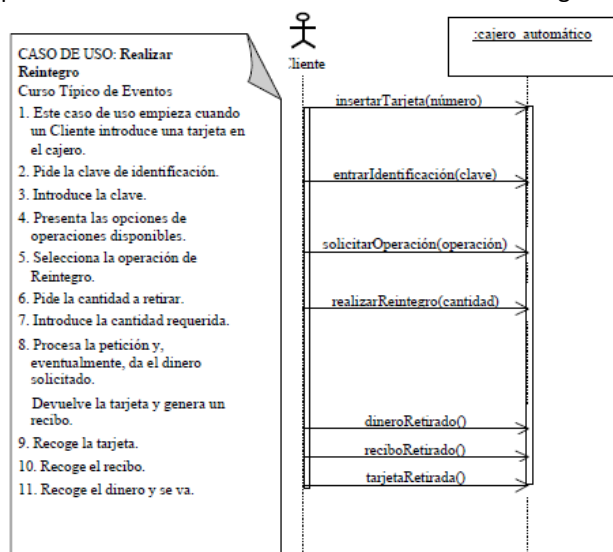 CASO DE USO: Realizar
Reintegro
Curso Típico de Eventos
1. Este caso de uso empieza cuando
un Cliente introduce una tarjeta en
el cajero.
2. Pide la clave de identificación.
3. Introduce la clave.
4. Presenta las opciones de
operaciones disponibles.
5. Selecciona la operación de
Reintegro.
6. Pide la cantidad a retirar.
7. Introduce la cantidad requerida.
8. Procesa la petición y,
eventualmente, da el dinero
solicitado.
Devuelve la tarjeta y genera un
recibo.
9. Recoge la tarjeta.
10. Recoge el recibo.
11. Recoge el dinero y se va.
:liente
:cajero automático
insertarTarjeta(número)
entrarIdentificación(clave)
solicitarOperación(operación)
realizarReintegro(cantidad)
dineroRetirado()
reciboRetirado()
tarjetaRetirada()